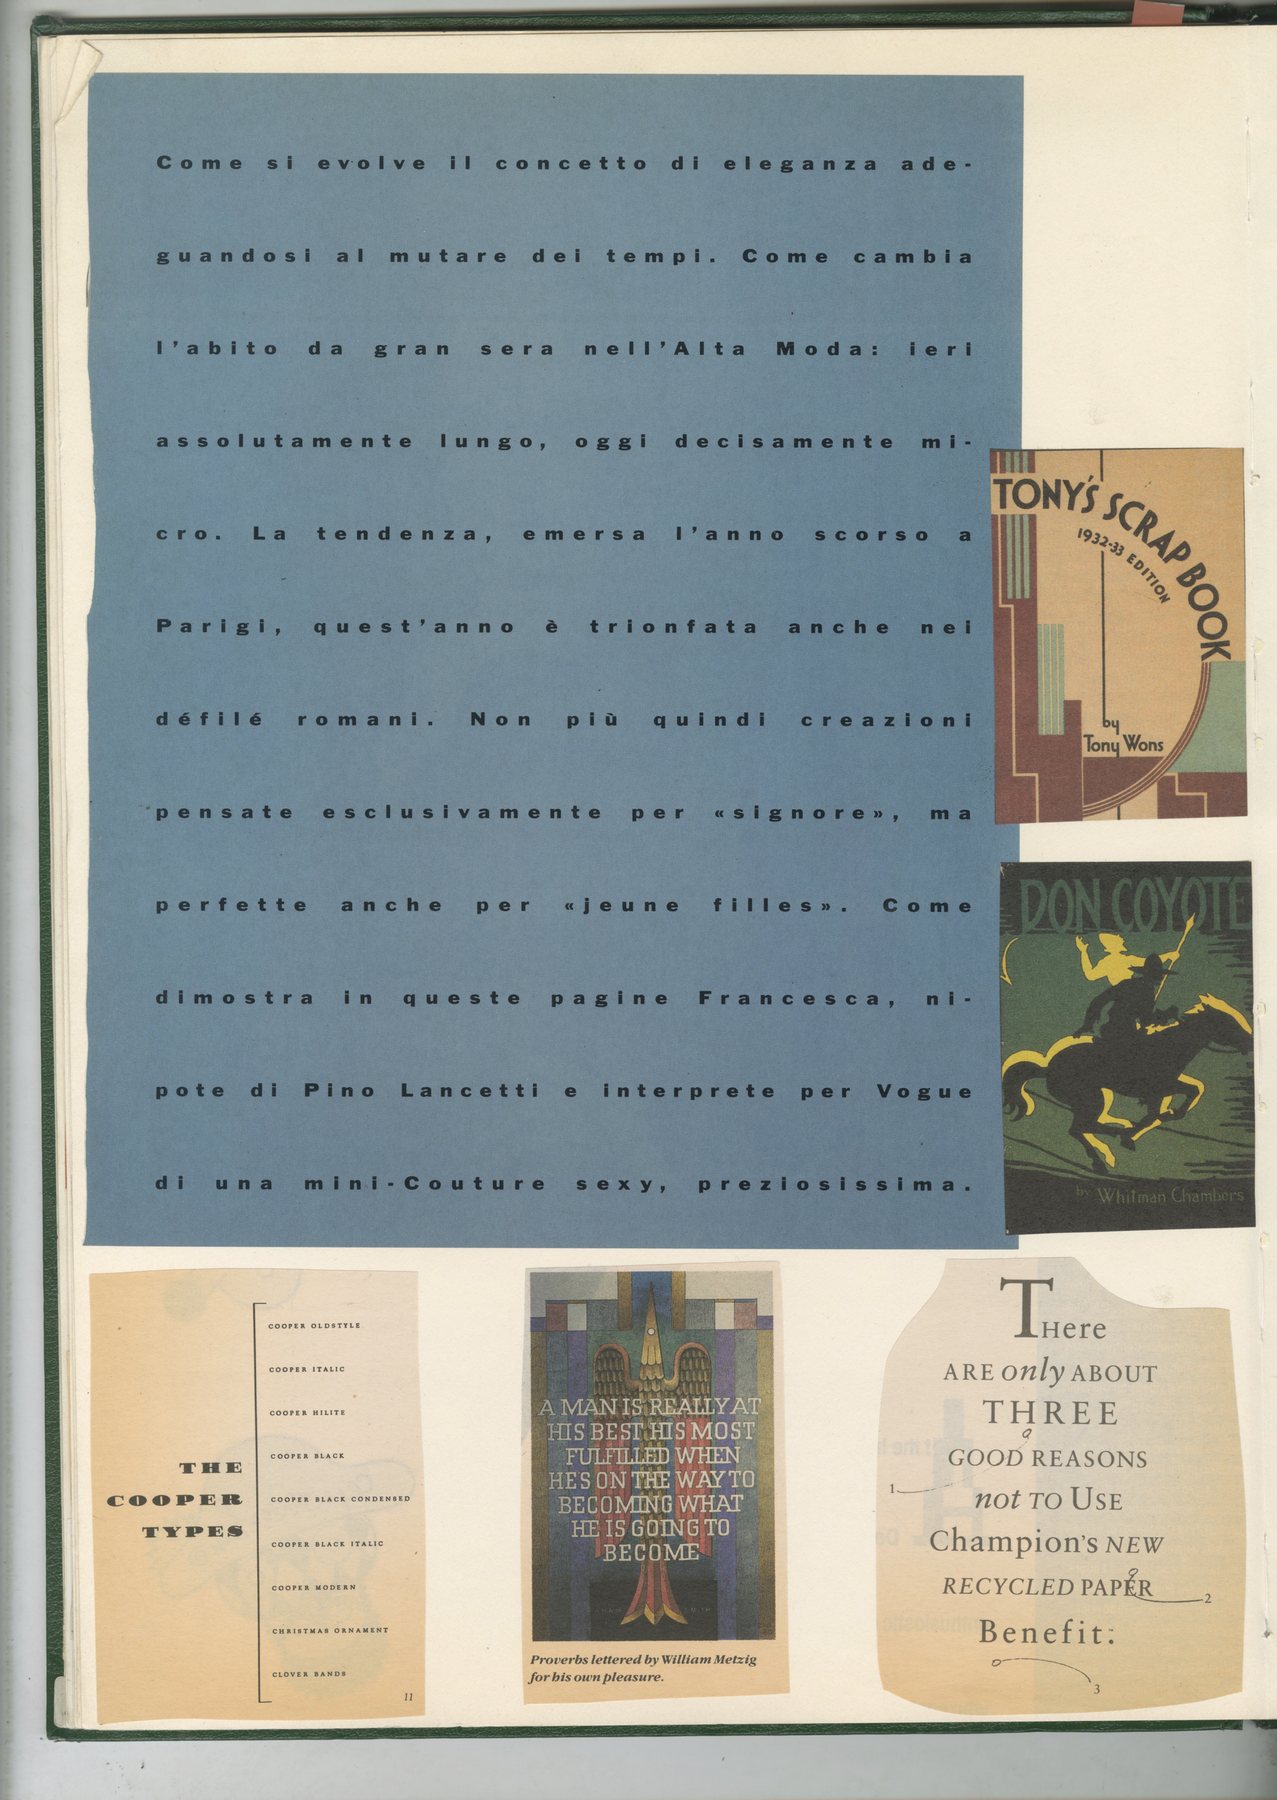 Come si evolve il concetto di eleganza ade-
guandosi al mutare dei tempi. Come cambia
l'abito da gran sera nell'Alta Moda: ieri
assolutamente lungo, oggi decisamente mi-
cro. La tendenza, emersa l'anno scorso a
Parigi, quest'anno è trionfata anche nei
défilé romani. Non più quindi creazioni
pensate esclusivamente per «signore», ma
perfette anche per «jeune filles». Come
dimostra in queste pagine Francesca, ni-
pote di Pino Lancetti e interprete per Vogue
di una mini-Couture sexy, preziosissima.
TONY'S SCRAP BOOK
1932-33 EDITION
by
Tony Wons
DON COYOTE
by Whitman Chambers
THE
COOPER
TYPES
COOPER OLDSTYLE
COOPER ITALIC
COOPER HILITE
COOPER BLACK
COOPER BLACK CONDENSED
COOPER BLACK ITALIC
COOPER MODERN
CHRISTMAS ORNAMENT
CLOVER BANDS
11
A MAN IS REALLY AT
HIS BEST HIS MOST
FULFILLED WHEN
HE'S ON THE WAY TO
BECOMING WHAT
HE IS GOING TO
BECOME
Proverbs lettered by William Metzig
for his own pleasure.
THere
ARE only ABOUT
THREE
GOOD REASONS
1
not TO USE
Champion's NEW
RECYCLED PAPER
2
Benefit:
3